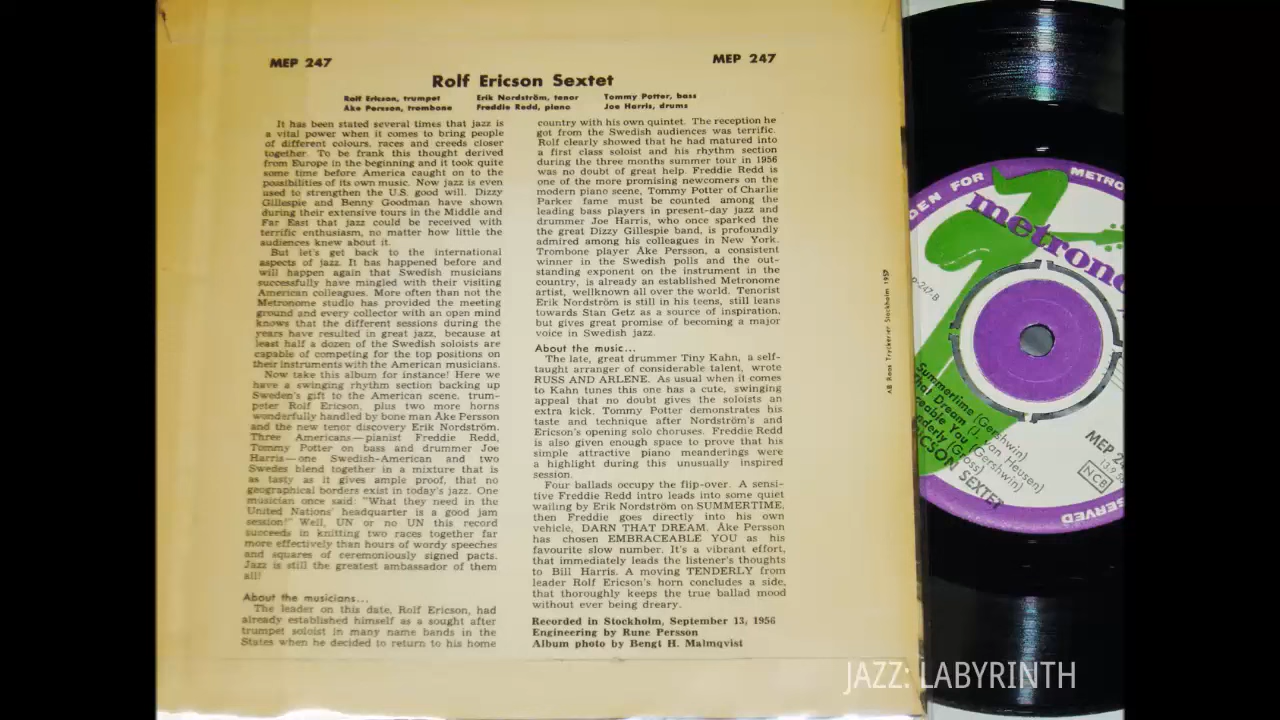 MEP 247
MEP 247
Rolf Ericson Sextet
Rolf Ericson, trumpet
Åke Persson, trombone
Erik Nordström, tenor
Freddie Redd, piano
Tommy Potter, bass
Joe Harris, drums
It has been stated several times that jazz is
a vital power when it comes to bring people
of different colours, races and creeds closer
together. To be frank this thought derived
from Europe in the beginning and it took quite
some time before America caught on to the
possibilities of its own music. Now jazz is even
used to strengthen the U.S. good will. Dizzy
Gillespie and Benny Goodman have shown
during their extensive tours in the Middle and
Far East that jazz could be received with
terrific enthusiasm, no matter how little the
audiences knew about it.
But let's get back to the international
aspects of jazz. It has happened before and
will happen again that Swedish musicians
successfully have mingled with their visiting
American colleagues. More often than not the
Metronome studio has provided the meeting
ground and every collector with an open mind
knows that the different sessions during the
years have resulted in great jazz, because at
least half a dozen of the Swedish soloists are
capable of competing for the top positions on
their instruments with the American musicians.
Now take this album for instance! Here we
have a swinging rhythm section backing up
Sweden's gift to the American scene, trum-
peter Rolf Ericson, plus two more horns
wonderfully handled by bone man Åke Persson
and the new tenor discovery Erik Nordström.
Three Americans—pianist Freddie Redd,
Tommy Potter on bass and drummer Joe
Harris—one Swedish-American and two
Swedes blend together in a mixture that is
as tasty as it gives ample proof, that no
geographical borders exist in today's jazz. One
musician once said: "What they need in the
United Nations' headquarter is a good jam
session!" Well, UN or no UN this record
succeeds in knitting two races together far
more effectively than hours of wordy speeches
and squares of ceremoniously signed pacts.
Jazz is still the greatest ambassador of them
all!
About the musicians...
The leader on this date, Rolf Ericson, had
already established himself as a sought after
trumpet soloist in many name bands in the
States when he decided to return to his home
country with his own quintet. The reception he
got from the Swedish audiences was terrific.
Rolf clearly showed that he had matured into
a first class soloist and his rhythm section
during the three months summer tour in 1956
was no doubt of great help. Freddie Redd is
one of the more promising newcomers on the
modern piano scene, Tommy Potter of Charlie
Parker fame must be counted among the
leading bass players in present-day jazz and
drummer Joe Harris, who once sparked the
the great Dizzy Gillespie band, is profoundly
admired among his colleagues in New York.
Trombone player Åke Persson, a consistent
winner in the Swedish polls and the out-
standing exponent on the instrument in the
country, is already an established Metronome
artist, wellknown all over the world. Tenorist
Erik Nordström is still in his teens, still leans
towards Stan Getz as a source of inspiration,
but gives great promise of becoming a major
voice in Swedish jazz.
About the music...
The late, great drummer Tiny Kahn, a self-
taught arranger of considerable talent, wrote
RUSS AND ARLENE. As usual when it comes
to Kahn tunes this one has a cute, swinging
appeal that no doubt gives the soloists an
extra kick. Tommy Potter demonstrates his
taste and technique after Nordström's and
Ericson's opening solo choruses. Freddie Redd
is also given enough space to prove that his
simple attractive piano meanderings were
a highlight during this unusually inspired
session.
Four ballads occupy the flip-over. A sensi-
tive Freddie Redd intro leads into some quiet
wailing by Erik Nordström on SUMMERTIME,
then Freddie goes directly into his own
vehicle, DARN THAT DREAM. Åke Persson
has chosen EMBRACEABLE YOU as his
favourite slow number. It's a vibrant effort,
that immediately leads the listener's thoughts
to Bill Harris. A moving TENDERLY from
leader Rolf Ericson's horn concludes a side,
that thoroughly keeps the true ballad mood
without ever being dreary.
Recorded in Stockholm, September 13, 1956
Engineering by Rune Persson
Album photo by Bengt H. Malmqvist
AB Roos Tryckerier Stockholm 1957
DEN FOR METRO
metrono
P-247-B
Summertime (Gershwin)
That Dream (J. Van Heusen)
eable You (Gershwin)
nderly (Gross)
ICSON SEXTET
MEP 24
13.9.56
NCB
SERVED
JAZZ: LABYRINTH